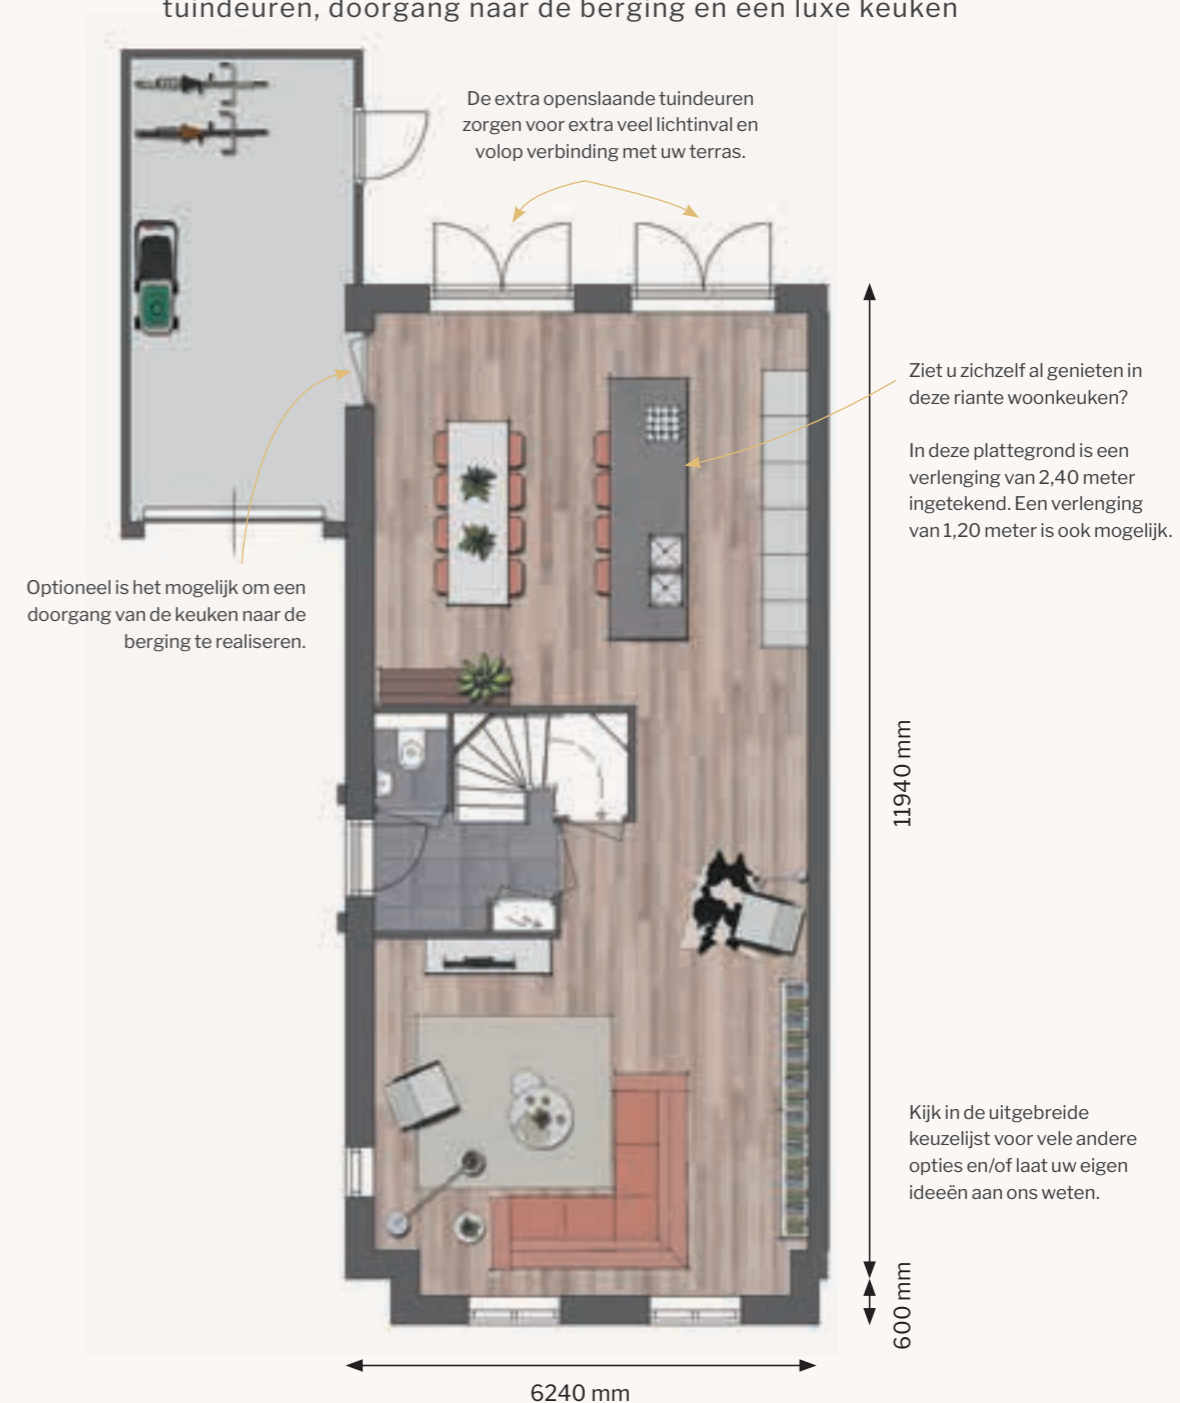 tuindeuren, doorgang naar de berging en een luxe keuken
De extra openslaande tuindeuren
zorgen voor extra veel lichtinval en
volop verbinding met uw terras.
Ziet u zichzelf al genieten in
deze riante woonkeuken?
In deze plattegrond is een
verlenging van 2,40 meter
ingetekend. Een verlenging
van 1,20 meter is ook mogelijk.
Optioneel is het mogelijk om een
doorgang van de keuken naar de
berging te realiseren.
11940 mm
Kijk in de uitgebreide
keuzelijst voor vele andere
opties en/of laat uw eigen
ideeën aan ons weten.
600 mm
6240 mm